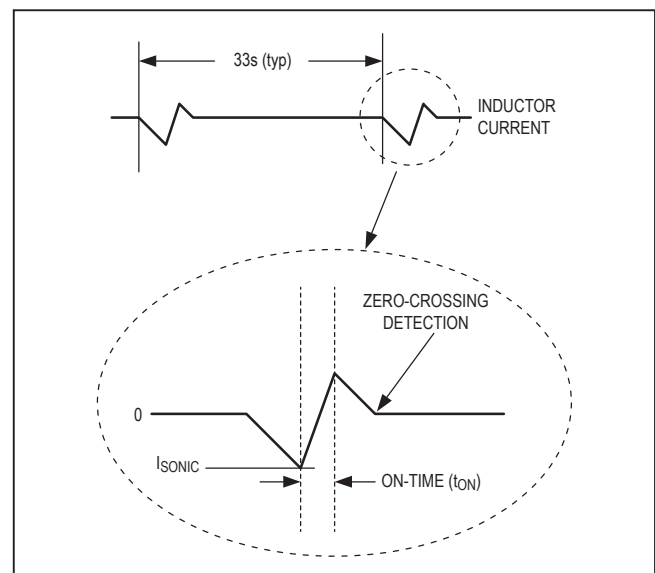 33s (typ)
INDUCTOR
CURRENT
ZERO-CROSSING
DETECTION
0
ISONIC
ON-TIME (tON)